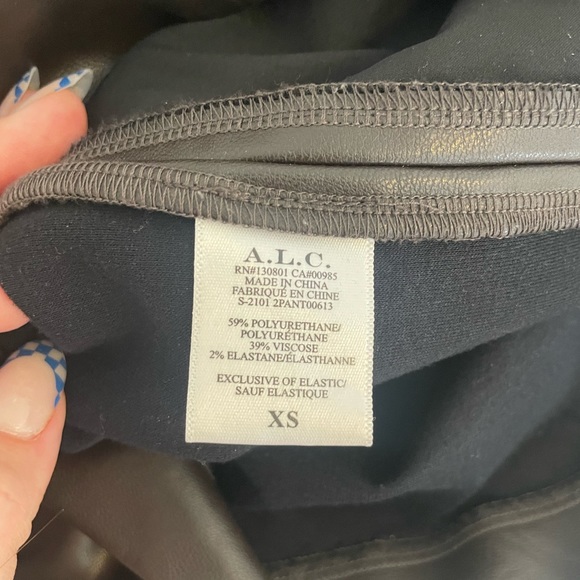 A.L.C.
RN#130801 CA#00985
MADE IN CHINA
FABRIQUÉ EN CHINE
S-2101 2PANT00613
59% POLYURETHANE/
POLYURÉTHANE
39% VISCOSE
2% ELASTANE/ÉLASTHANNE
EXCLUSIVE OF ELASTIC/
SAUF ELASTIQUE
XS